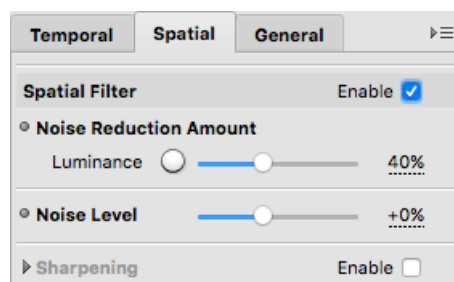 Temporal Spatial General
Spatial Filter Enable
Noise Reduction Amount
Luminance 40%
Noise Level +0%
Sharpening Enable